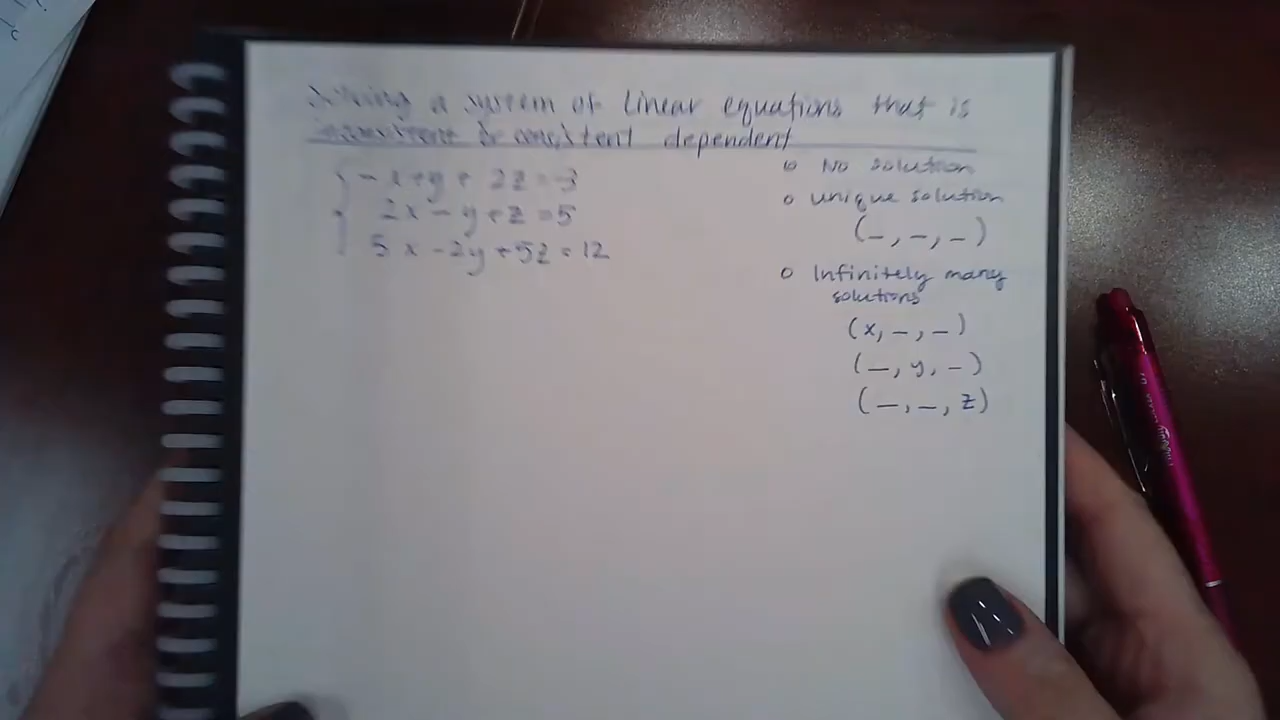 Solving a system of linear equations that is
inconsistent & consistent dependent
- x + y + 2z = -3
2x - y + z = 5
5x - 2y + 5z = 12
o No solution
o unique solution
(_, _, _)
o Infinitely many
solutions
(x, _, _)
(_, y, _)
(_, _, z)